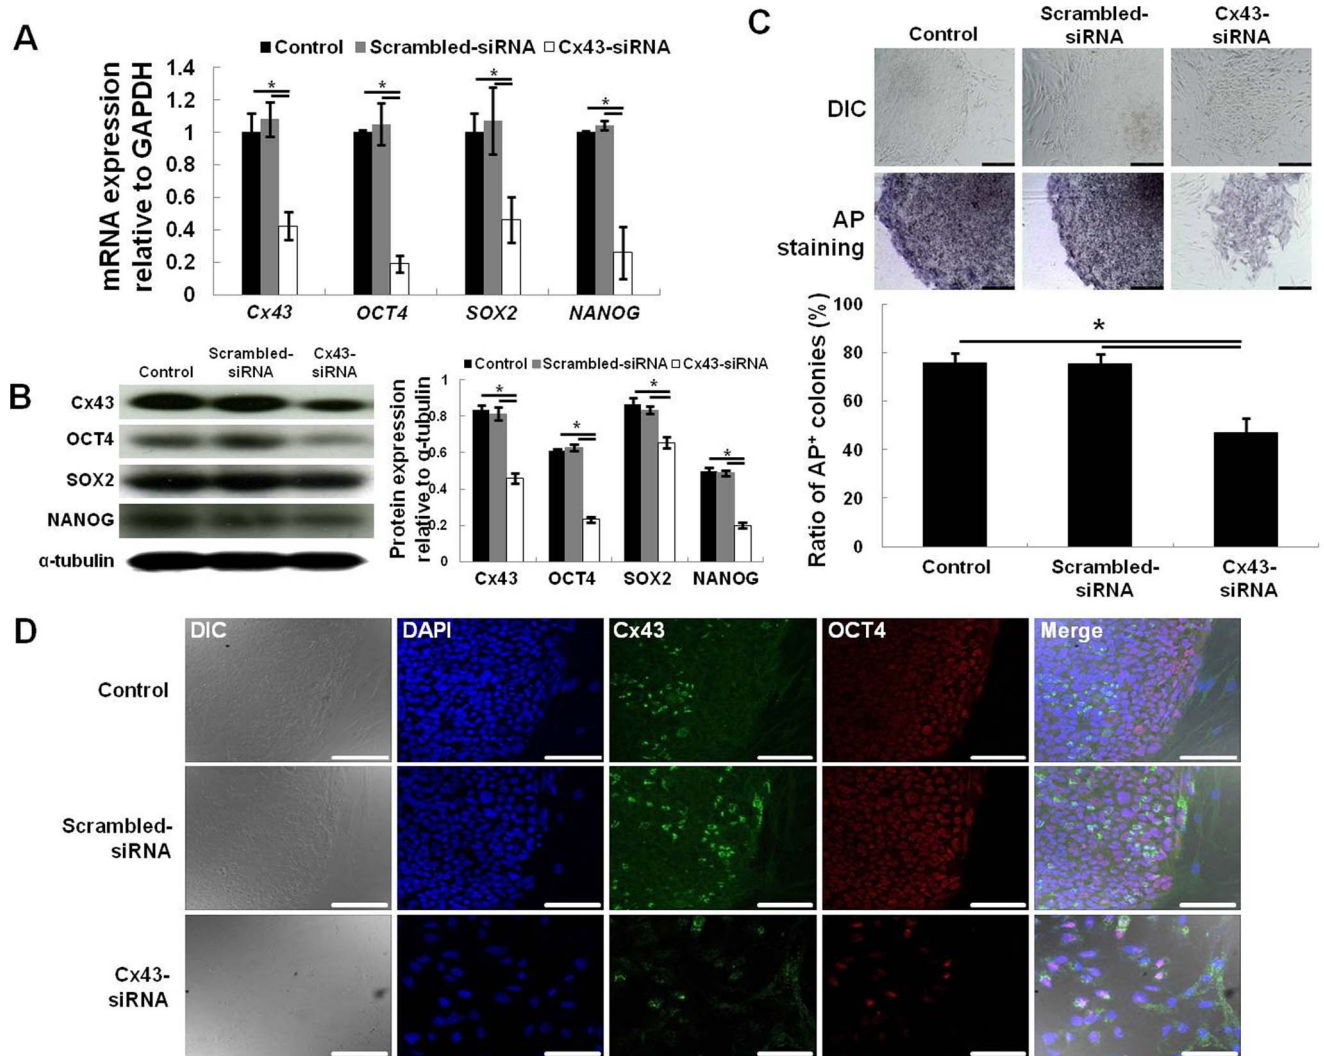 A
Control Scrambled-siRNA Cx43-siRNA
mRNA expression
relative to GAPDH
1.4
1.2
1
0.8
0.6
0.4
0.2
0
* * * *
Cx43 OCT4 SOX2 NANOG
B
Control Scrambled-
siRNA Cx43-
siRNA
Cx43
OCT4
SOX2
NANOG
α-tubulin
Control Scrambled-siRNA Cx43-siRNA
Protein expression
relative to α-tubulin
1
0.8
0.6
0.4
0.2
0
* * * *
Cx43 OCT4 SOX2 NANOG
C
Control Scrambled-
siRNA Cx43-
siRNA
DIC
AP
staining
Ratio of AP⁺ colonies (%)
100
80
60
40
20
0
*
Control Scrambled-
siRNA Cx43-
siRNA
D
DIC DAPI Cx43 OCT4 Merge
Control
Scrambled-
siRNA
Cx43-
siRNA